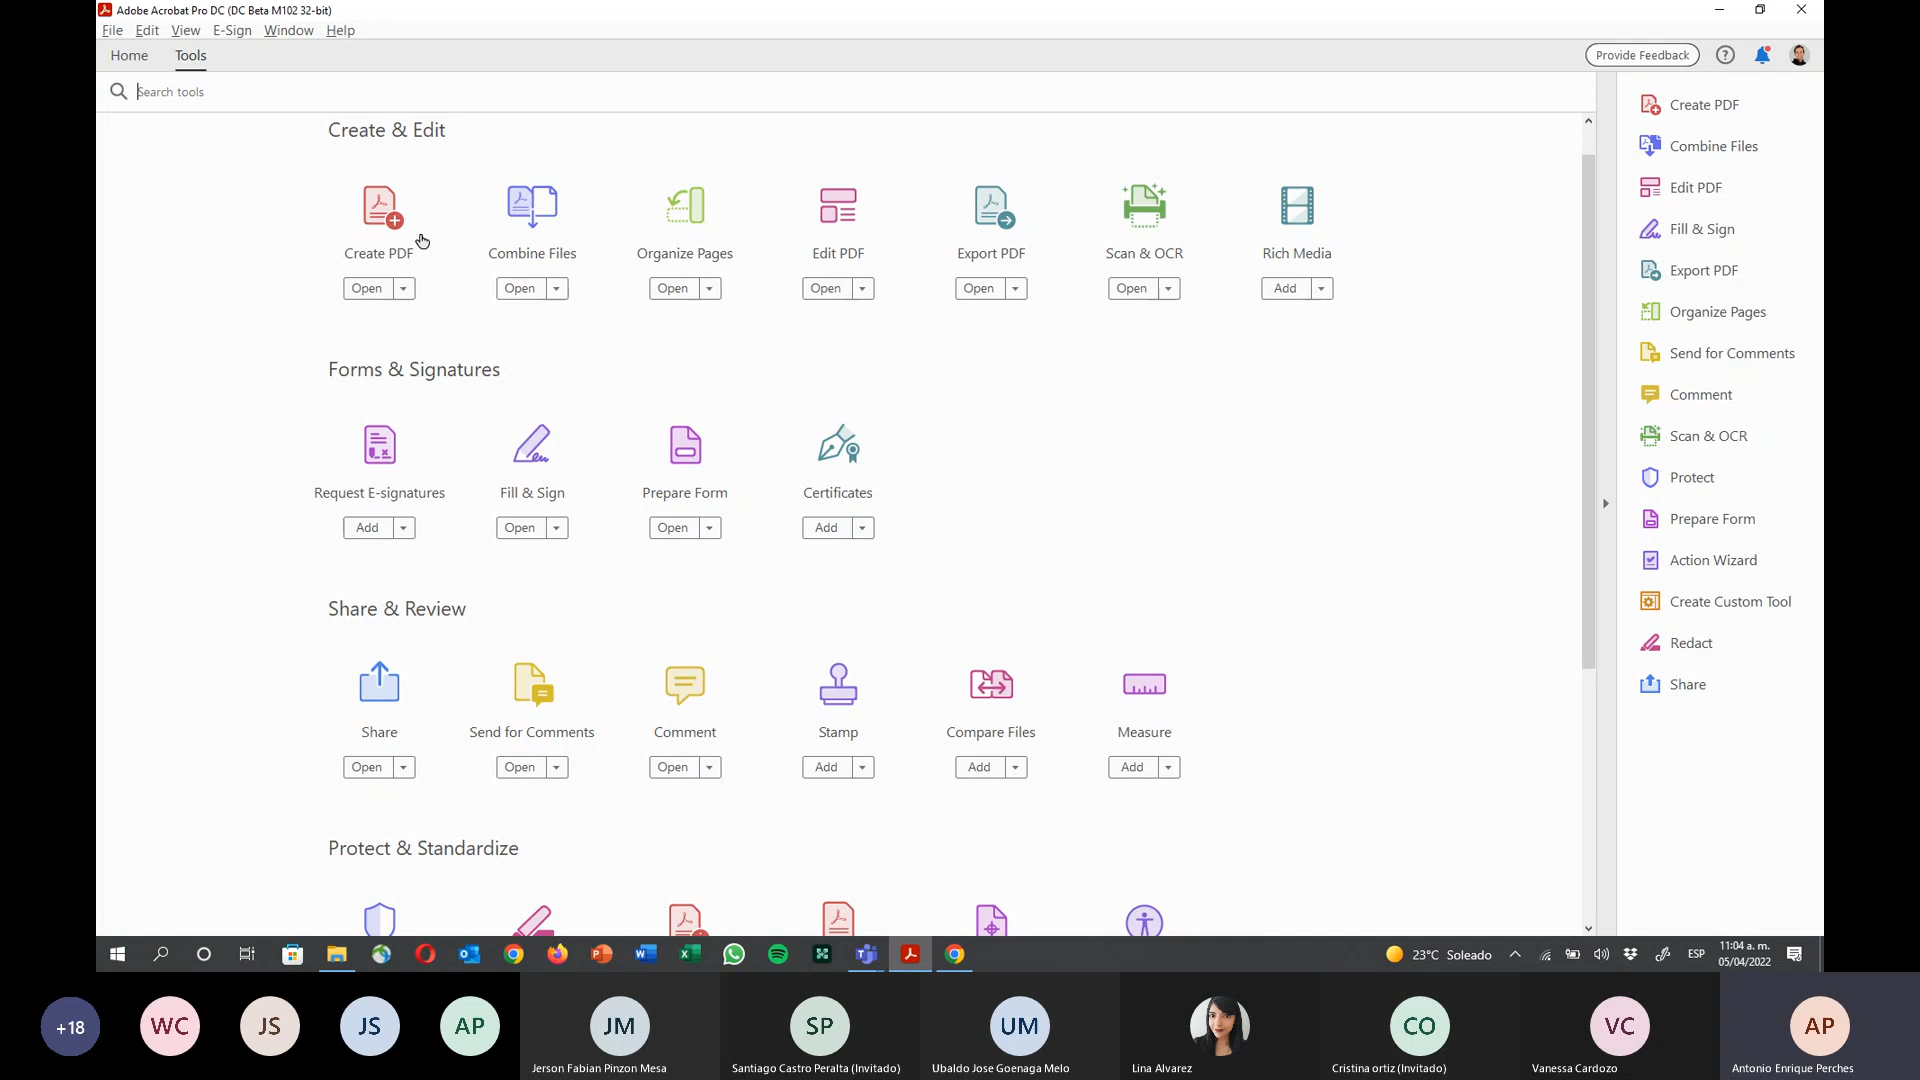 Adobe Acrobat Pro DC (DC Beta M102 32-bit)
File Edit View E-Sign Window Help
Home Tools
Provide Feedback
Search tools
Create & Edit
Create PDF Combine Files Organize Pages Edit PDF Export PDF Scan & OCR Rich Media
Open Open Open Open Open Open Add
Forms & Signatures
Request E-signatures Fill & Sign Prepare Form Certificates
Add Open Open Add
Share & Review
Share Send for Comments Comment Stamp Compare Files Measure
Open Open Open Add Add Add
Protect & Standardize
Create PDF
Combine Files
Edit PDF
Fill & Sign
Export PDF
Organize Pages
Send for Comments
Comment
Scan & OCR
Protect
Prepare Form
Action Wizard
Create Custom Tool
Redact
Share
23°C Soleado
ESP
11:04 a. m.
05/04/2022
+18 WC JS JS AP JM SP UM CO VC AP
Jerson Fabian Pinzon Mesa Santiago Castro Peralta (Invitado) Ubaldo Jose Goenaga Melo Lina Alvarez Cristina ortiz (Invitado) Vanessa Cardozo Antonio Enrique Perches